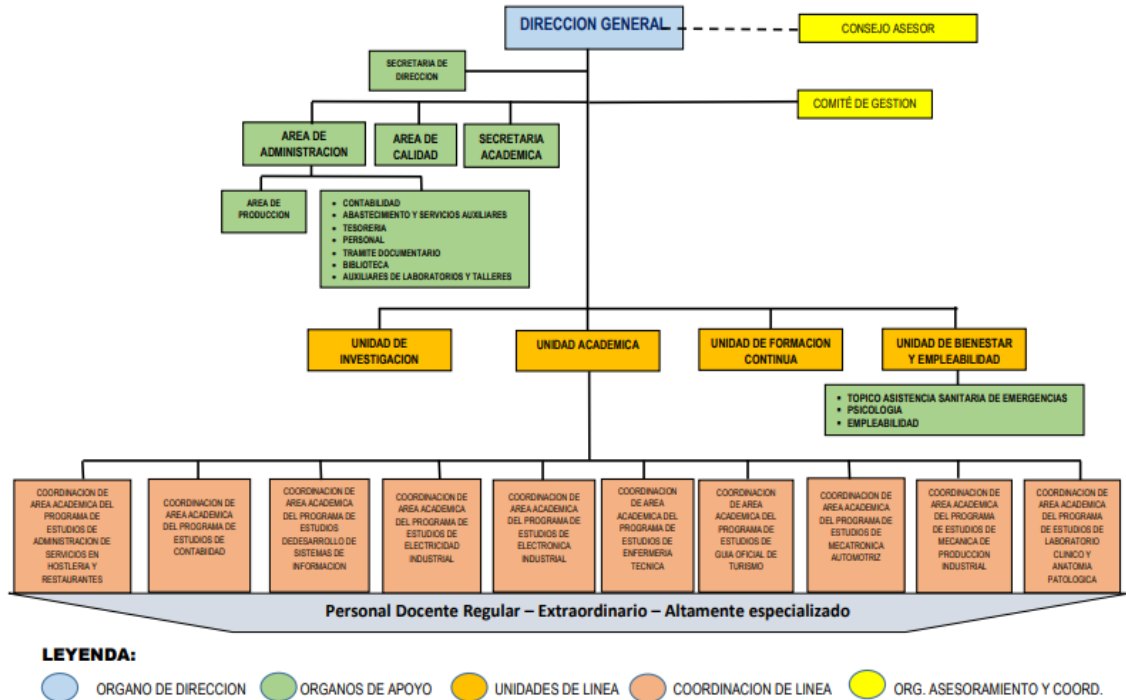 DIRECCION GENERAL
CONSEJO ASESOR
SECRETARIA DE
DIRECCION
COMITÉ DE GESTION
AREA DE
ADMINISTRACION
AREA DE
CALIDAD
SECRETARIA
ACADEMICA
AREA DE
PRODUCCION
• CONTABILIDAD
• ABASTECIMIENTO Y SERVICIOS AUXILIARES
• TESORERIA
• PERSONAL
• TRAMITE DOCUMENTARIO
• BIBLIOTECA
• AUXILIARES DE LABORATORIOS Y TALLERES
UNIDAD DE
INVESTIGACION
UNIDAD ACADEMICA
UNIDAD DE FORMACION
CONTINUA
UNIDAD DE BIENESTAR
Y EMPLEABILIDAD
• TOPICO ASISTENCIA SANITARIA DE EMERGENCIAS
• PSICOLOGIA
• EMPLEABILIDAD
COORDINACION DE
AREA ACADEMICA DEL
PROGRAMA DE
ESTUDIOS DE
ADMINISTRACION DE
SERVICIOS EN
HOSTLERIA Y
RESTAURANTES
COORDINACION DE
AREA ACADEMICA
DEL PROGRAMA DE
ESTUDIOS DE
CONTABIDAD
COORDINACION DE
AREA ACADEMICA
DEL PROGRAMA DE
ESTUDIOS
DEDESARROLLO DE
SISTEMAS DE
INFORMACION
COORDINACION DE
AREA ACADEMICA
DEL PROGRAMA DE
ESTUDIOS DE
ELECTRICIDAD
INDUSTRIAL
COORDINACION DE
AREA ACADEMICA
DEL PROGRAMA DE
ESTUDIOS DE
ELECTRONICA
INDUSTRIAL
COORDINACION
DE AREA
ACADEMICA DEL
PROGRAMA DE
ESTUDIOS DE
ENFERMERIA
TECNICA
COORDINACION
DE AREA
ACADEMICA DEL
PROGRAMA DE
ESTUDIOS DE
GUIA OFICIAL DE
TURISMO
COORDINACION DE
AREA ACADEMICA
DEL PROGRAMA DE
ESTUDIOS DE
MECATRONICA
AUTOMOTRIZ
COORDINACION DE
AREA ACADEMICA
DEL PROGRAMA
DE ESTUDIOS DE
MECANICA DE
PRODUCCION
INDUSTRIAL
COORDINACION DE
AREA ACADEMICA
DEL PROGRAMA
DE ESTUDIOS DE
LABORATORIO
CLINICO Y
ANATOMIA
PATOLOGICA
Personal Docente Regular – Extraordinario – Altamente especializado
LEYENDA:
ORGANO DE DIRECCION
ORGANOS DE APOYO
UNIDADES DE LINEA
COORDINACION DE LINEA
ORG. ASESORAMIENTO Y COORD.